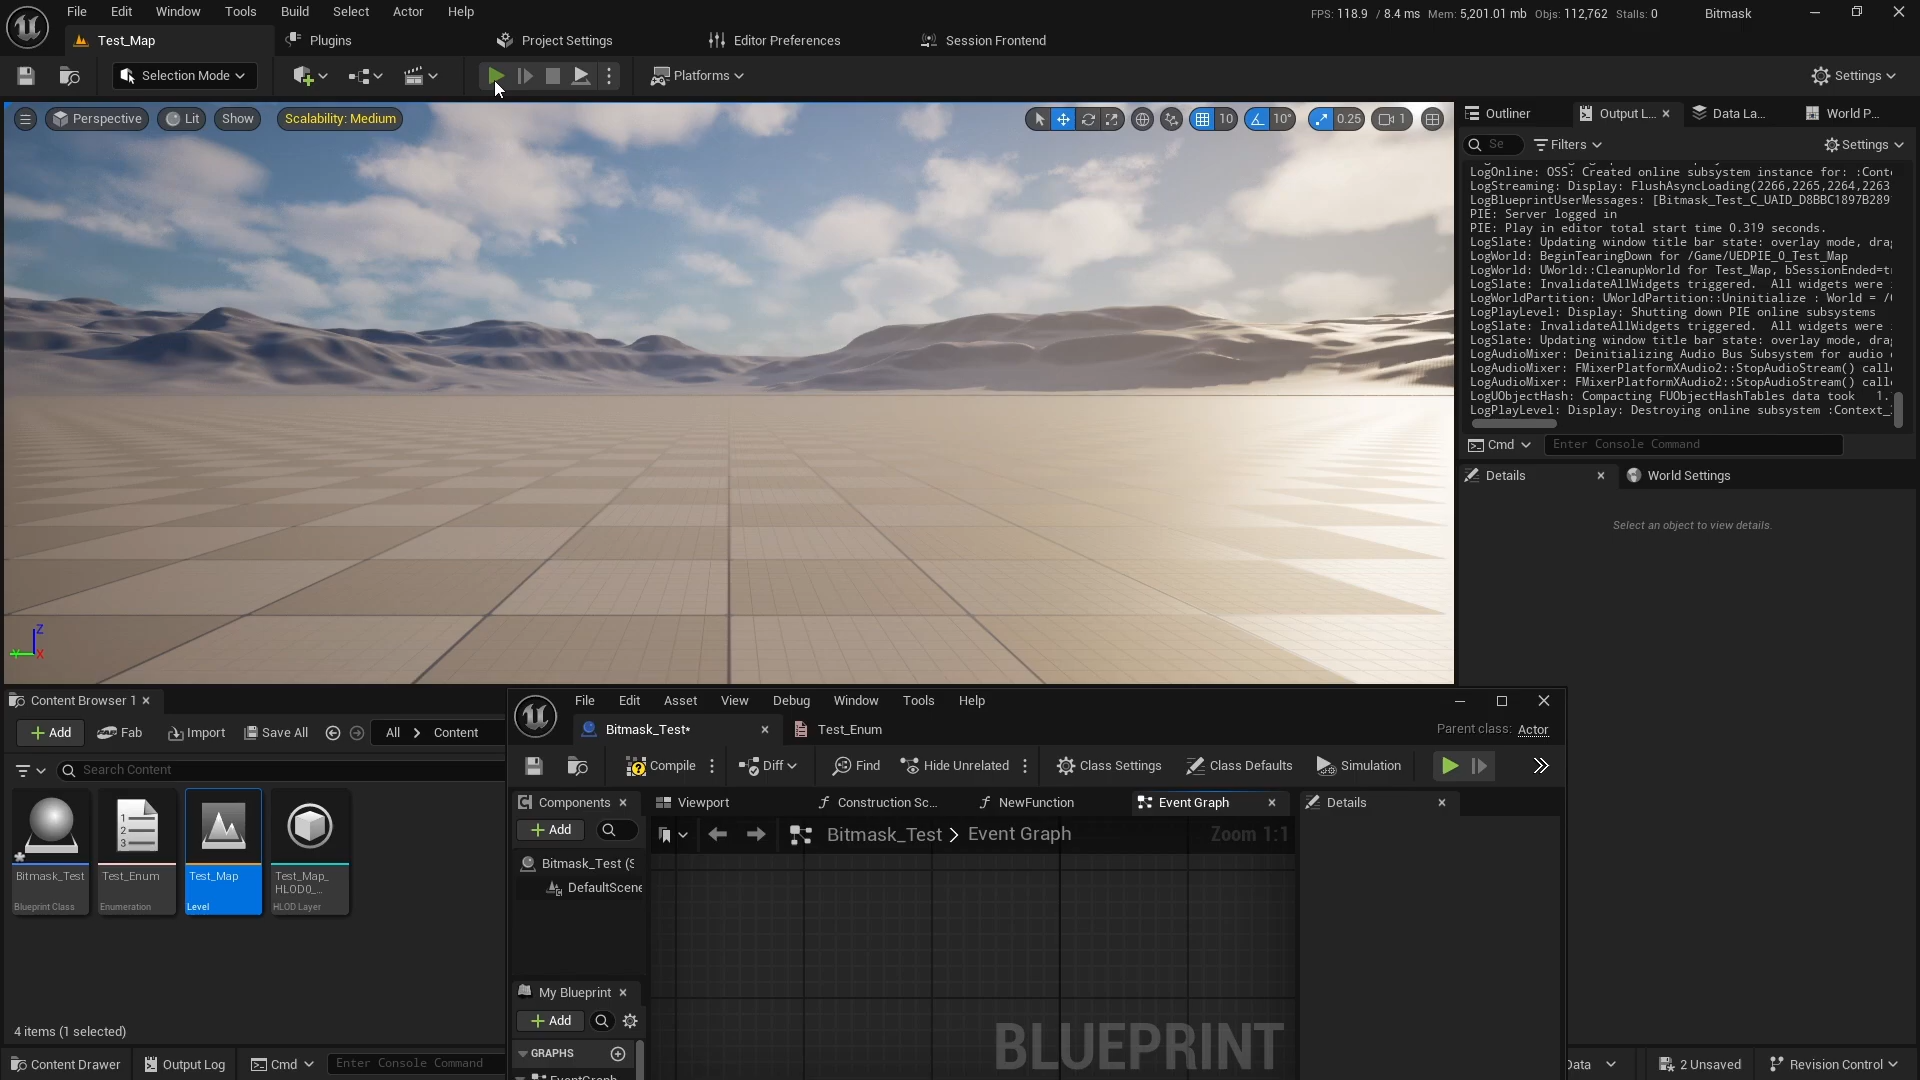 File Edit Window Tools Build Select Actor Help
FPS: 118.9 / 8.4 ms Mem: 5,201.01 mb Objs: 112,762 Stalls: 0 Bitmask
Test_Map Plugins Project Settings Editor Preferences Session Frontend
Selection Mode Platforms Settings
Perspective Lit Show Scalability: Medium 10 10° 0.25 1
Outliner Output L... Data La... World P...
Se Filters Settings
LogOnline: OSS: Created online subsystem instance for: :Conte
LogStreaming: Display: FlushAsyncLoading(2266,2265,2264,2263
LogBlueprintUserMessages: [Bitmask_Test_C_UAID_D8BBC1897B289
PIE: Server logged in
PIE: Play in editor total start time 0.319 seconds.
LogSlate: Updating window title bar state: overlay mode, drag
LogWorld: BeginTearingDown for /Game/UEDPIE_0_Test_Map
LogWorld: UWorld::CleanupWorld for Test_Map, bSessionEnded=t
LogSlate: InvalidateAllWidgets triggered. All widgets were
LogWorldPartition: UWorldPartition::Uninitialize : World = /
LogPlayLevel: Display: Shutting down PIE online subsystems
LogSlate: InvalidateAllWidgets triggered. All widgets were
LogSlate: Updating window title bar state: overlay mode, drag
LogAudioMixer: Deinitializing Audio Bus Subsystem for audio
LogAudioMixer: FMixerPlatformXAudio2::StopAudioStream() calle
LogAudioMixer: FMixerPlatformXAudio2::StopAudioStream() calle
LogUObjectHash: Compacting FUObjectHashTables data took 1.
LogPlayLevel: Display: Destroying online subsystem :Context_
Cmd Enter Console Command
Details World Settings
Select an object to view details.
Z
Y X
Content Browser 1
Add Fab Import Save All All > Content
Search Content
Bitmask_Test
Blueprint Class
Test_Enum
Enumeration
Test_Map
Level
Test_Map_
HLOD0_...
HLOD Layer
4 items (1 selected)
File Edit Asset View Debug Window Tools Help
Bitmask_Test* Test_Enum Parent class: Actor
Compile Diff Find Hide Unrelated Class Settings Class Defaults Simulation
Components Viewport Construction Sc... NewFunction Event Graph Details
Add Bitmask_Test > Event Graph Zoom 1:1
Bitmask_Test (S
DefaultScene
My Blueprint
Add
GRAPHS
EventGraph
BLUEPRINT
Content Drawer Output Log Cmd Enter Console Command Data 2 Unsaved Revision Control